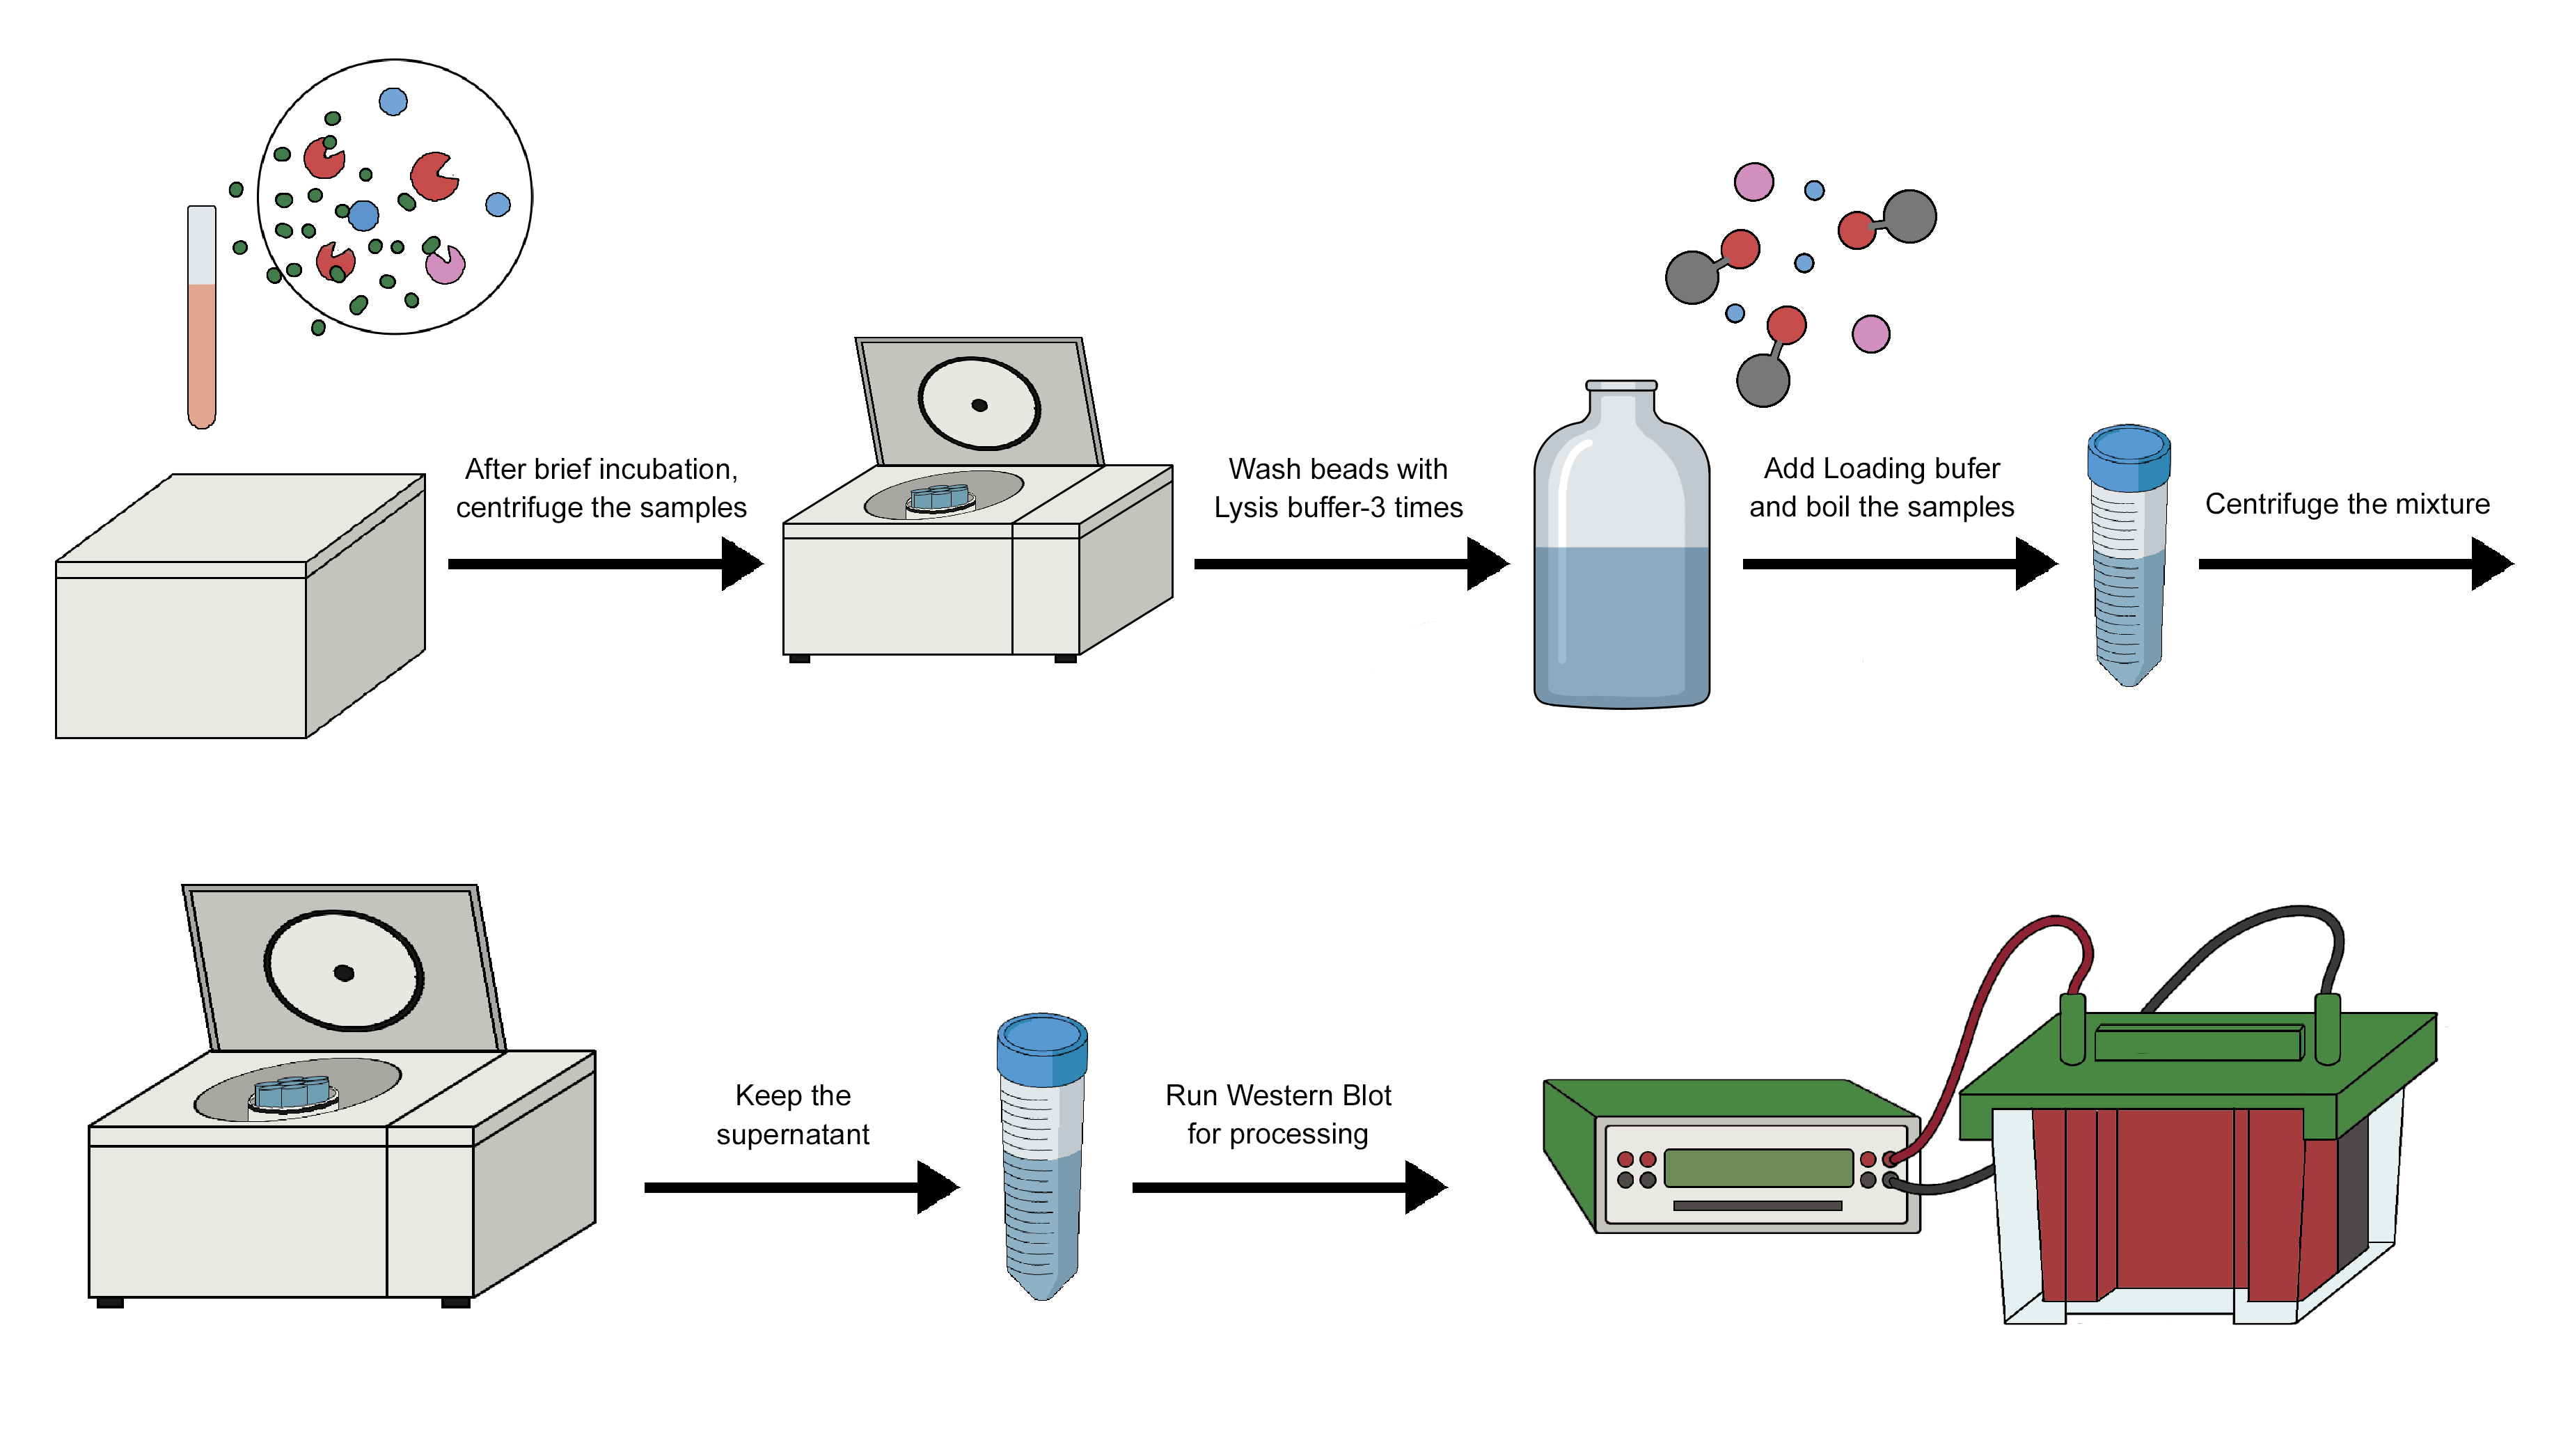 After brief incubation,
centrifuge the samples
Wash beads with
Lysis buffer-3 times
Add Loading bufer
and boil the samples
Centrifuge the mixture
Keep the
supernatant
Run Western Blot
for processing